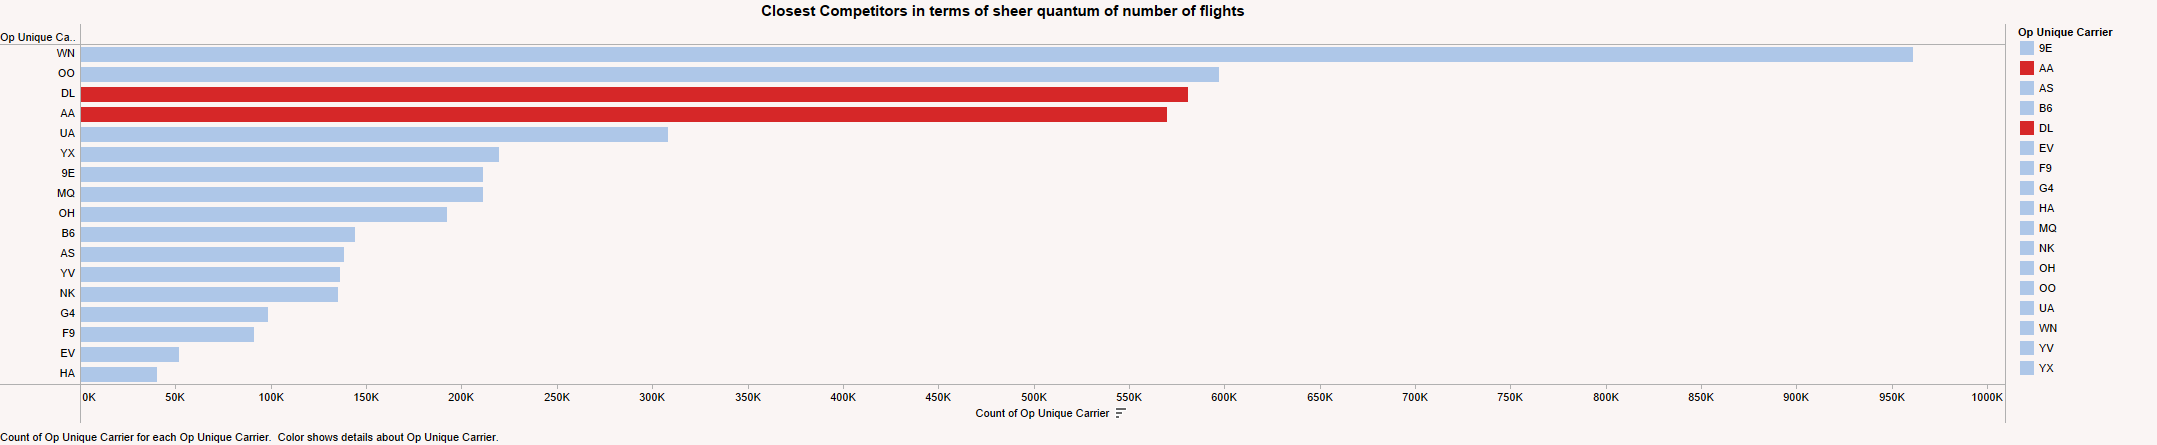 Closest Competitors in terms of sheer quantum of number of flights
Op Unique Ca..
WN
OO
DL
AA
UA
YX
9E
MQ
OH
B6
AS
YV
NK
G4
F9
EV
HA
0K 50K 100K 150K 200K 250K 300K 350K 400K 450K 500K 550K 600K 650K 700K 750K 800K 850K 900K 950K 1000K
Count of Op Unique Carrier
Op Unique Carrier
9E
AA
AS
B6
DL
EV
F9
G4
HA
MQ
NK
OH
OO
UA
WN
YV
YX
Count of Op Unique Carrier for each Op Unique Carrier.  Color shows details about Op Unique Carrier.